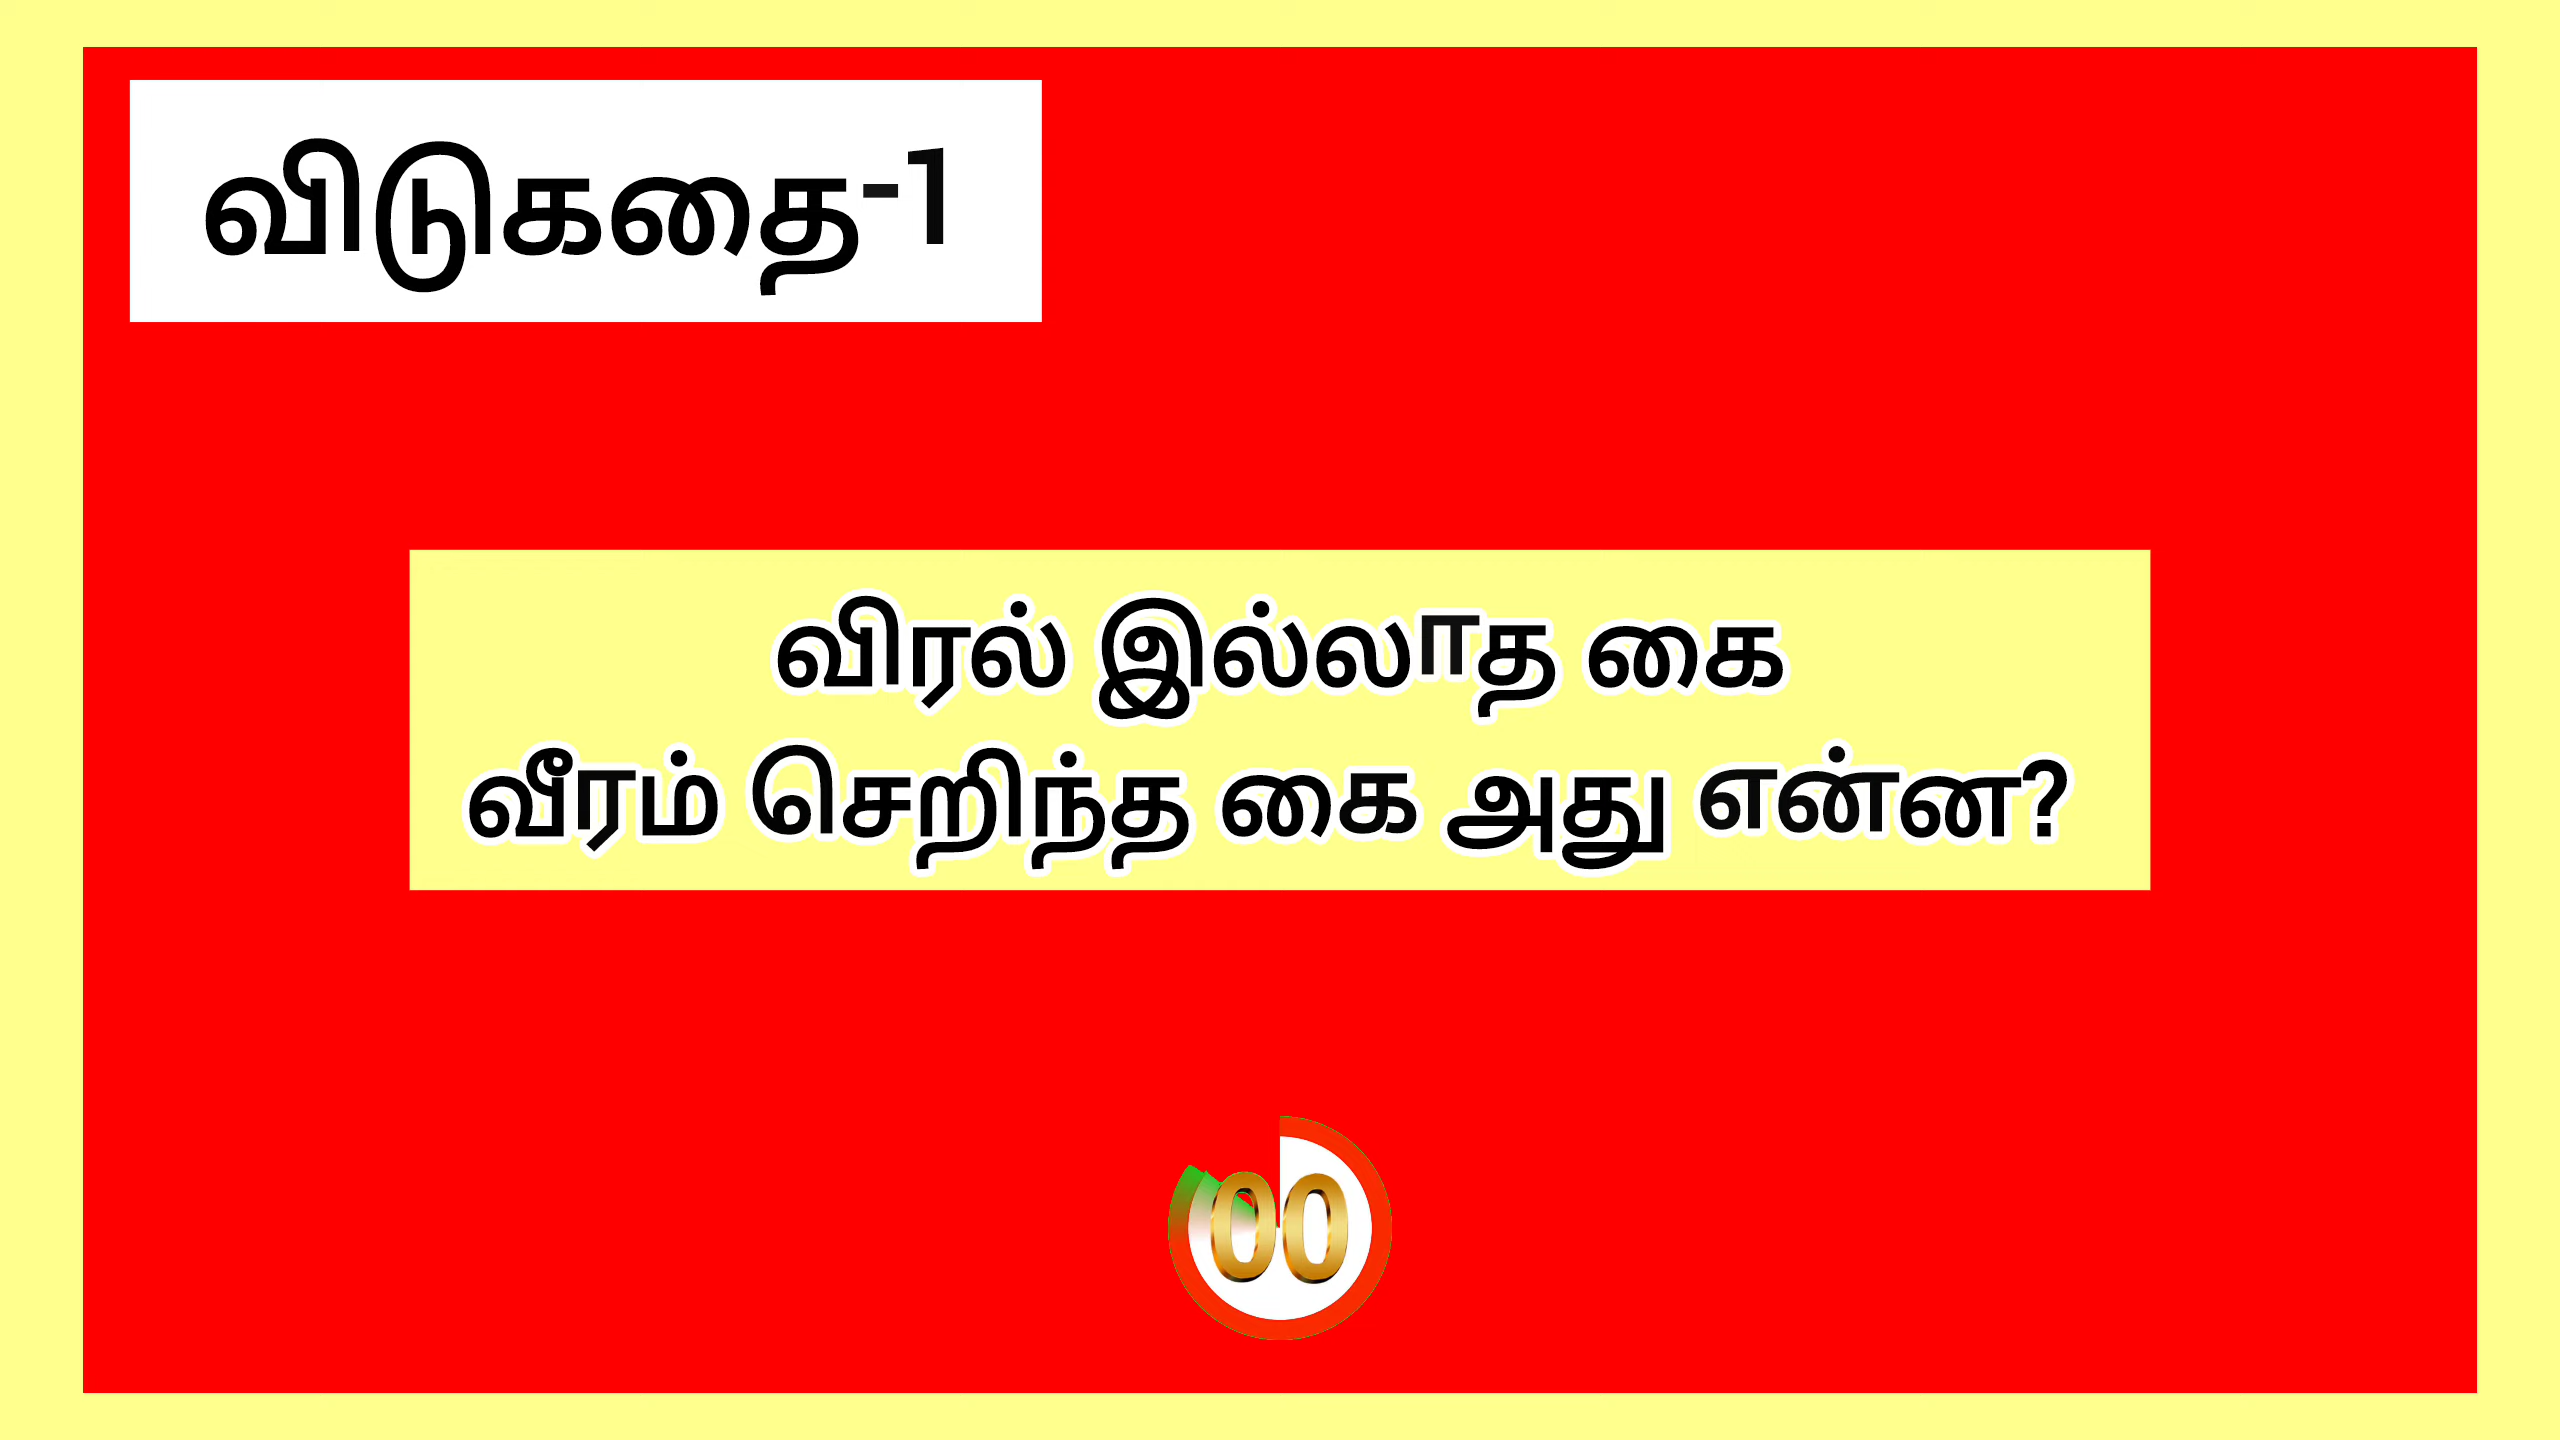 விடுகதை-1
விரல் இல்லாத கை
வீரம் செறிந்த கை அது என்ன?
00